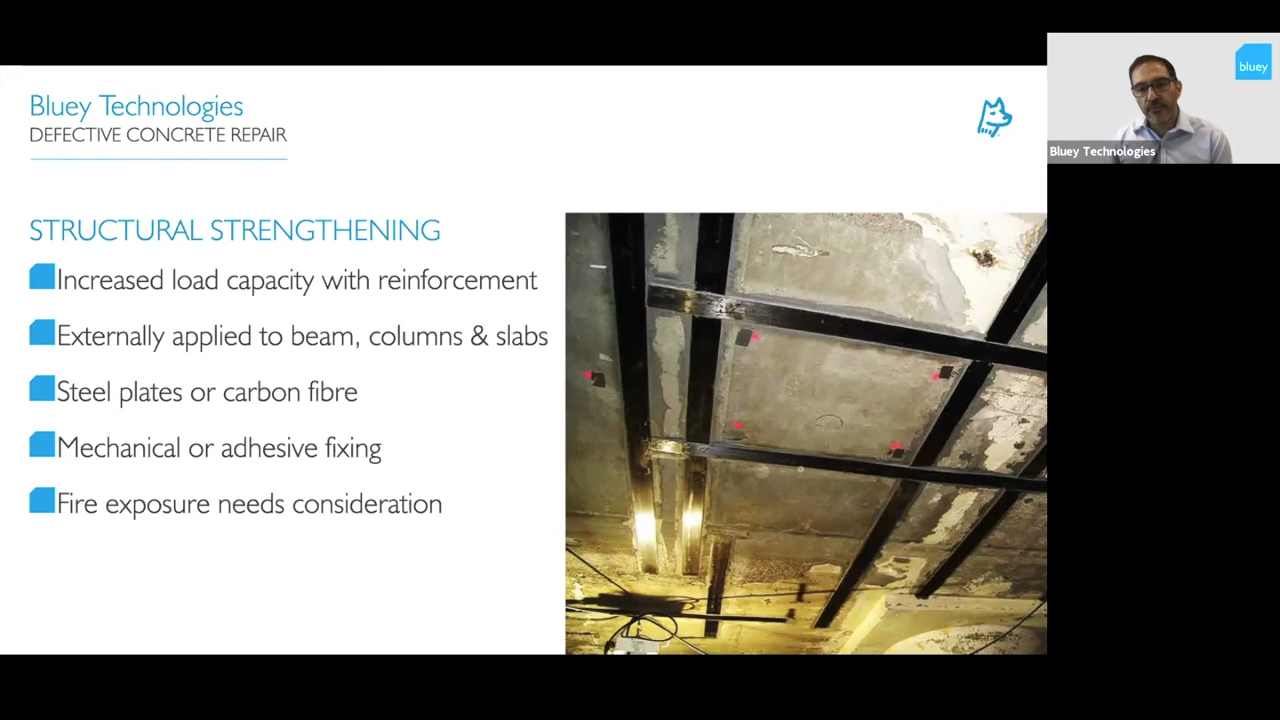 Bluey Technologies
DEFECTIVE CONCRETE REPAIR
STRUCTURAL STRENGTHENING
Increased load capacity with reinforcement
Externally applied to beam, columns & slabs
Steel plates or carbon fibre
Mechanical or adhesive fixing
Fire exposure needs consideration
bluey
Bluey Technologies